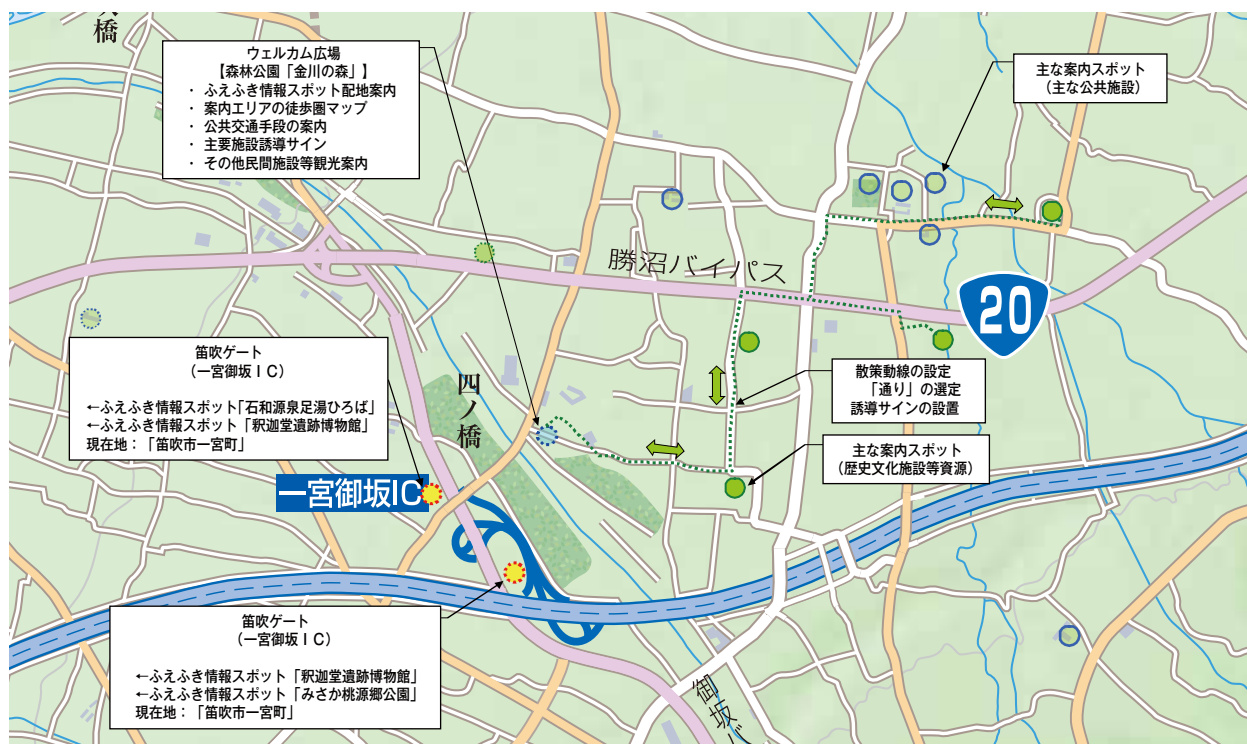 橋
ウェルカム広場
【森林公園「金川の森」】
・ ふえふき情報スポット配地案内
・ 案内エリアの徒歩圏マップ
・ 公共交通手段の案内
・ 主要施設誘導サイン
・ その他民間施設等観光案内
主な案内スポット
(主な公共施設)
勝沼バイパス
20
笛吹ゲート
(一宮御坂IC)
←ふえふき情報スポット「石和源泉足湯ひろば」
←ふえふき情報スポット「釈迦堂遺跡博物館」
現在地：「笛吹市一宮町」
四ノ橋
散策動線の設定
「通り」の選定
誘導サインの設置
主な案内スポット
(歴史文化施設等資源)
一宮御坂IC
笛吹ゲート
(一宮御坂IC)
←ふえふき情報スポット「釈迦堂遺跡博物館」
←ふえふき情報スポット「みさか桃源郷公園」
現在地：「笛吹市一宮町」
御坂バ